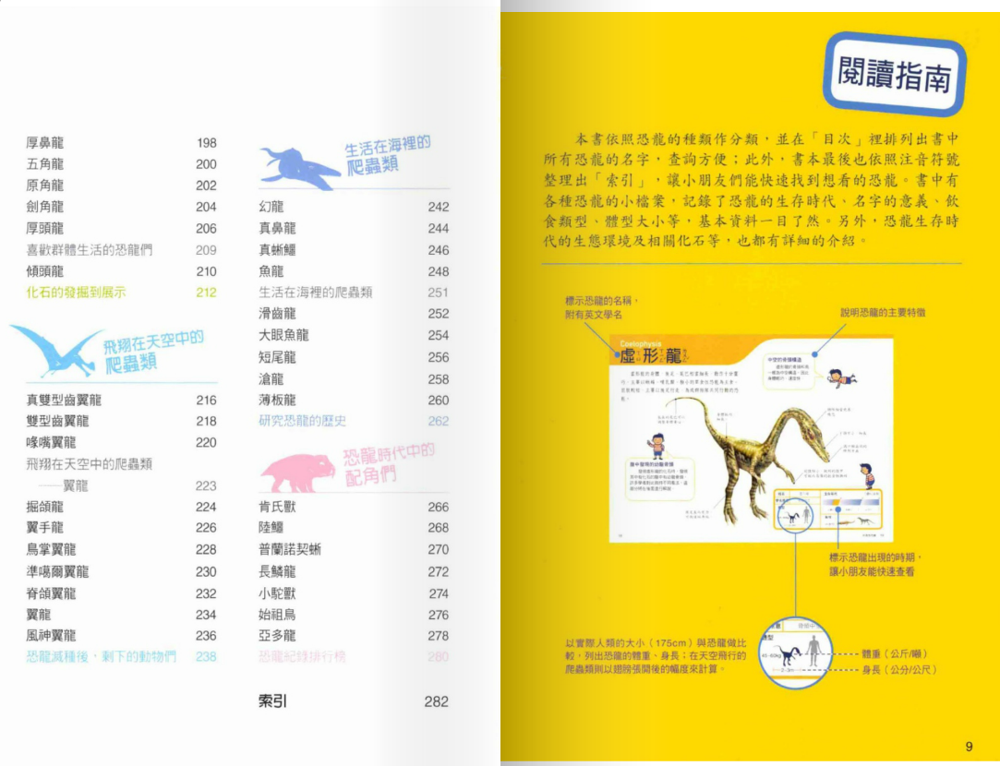 厚鼻龍 198
五角龍 200
原角龍 202
劍角龍 204
厚頭龍 206
喜歡群體生活的恐龍們 209
傾頭龍 210
化石的發掘到展示 212
飛翔在天空中的
爬蟲類
真雙型齒翼龍 216
雙型齒翼龍 218
喙嘴翼龍 220
飛翔在天空中的爬蟲類
——翼龍 223
掘頜龍 224
翼手龍 226
鳥掌翼龍 228
準噶爾翼龍 230
脊頜翼龍 232
翼龍 234
風神翼龍 236
恐龍滅種後,剩下的動物們 238
生活在海裡的
爬蟲類
幻龍 242
真鼻龍 244
真蜥鱷 246
魚龍 248
生活在海裡的爬蟲類 251
滑齒龍 252
大眼魚龍 254
短尾龍 256
滄龍 258
薄板龍 260
研究恐龍的歷史 262
恐龍時代中的
配角們
肯氏獸 266
陸鱷 268
普蘭諾契蜥 270
長鱗龍 272
小駝獸 274
始祖鳥 276
亞多龍 278
恐龍紀錄排行榜 280
索引 282
閱讀指南
本書依照恐龍的種類作分類,並在「目次」裡排列出書中
所有恐龍的名字,查詢方便;此外,書本最後也依照注音符號
整理出「索引」,讓小朋友們能快速找到想看的恐龍。書中有
各種恐龍的小檔案,記錄了恐龍的生存時代、名字的意義、飲
食類型、體型大小等,基本資料一目了然。另外,恐龍生存時
代的生態環境及相關化石等,也都有詳細的介紹。
標示恐龍的名稱,
附有英文學名
說明恐龍的主要特徵
Coelophysis
虛形龍
中空的骨頭構造
腹中發現的幼龍骨頭
標示恐龍出現的時期,
讓小朋友能快速查看
以實際人類的大小(175cm)與恐龍做比
較,列出恐龍的體重、身長;在天空飛行的
爬蟲類則以翅膀張開後的幅度來計算。
體重(公斤/噸)
身長(公分/公尺)
9